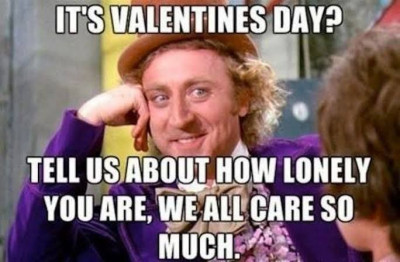 IT'S VALENTINES DAY?
TELL US ABOUT HOW LONELY
YOU ARE, WE ALL CARE SO
MUCH.